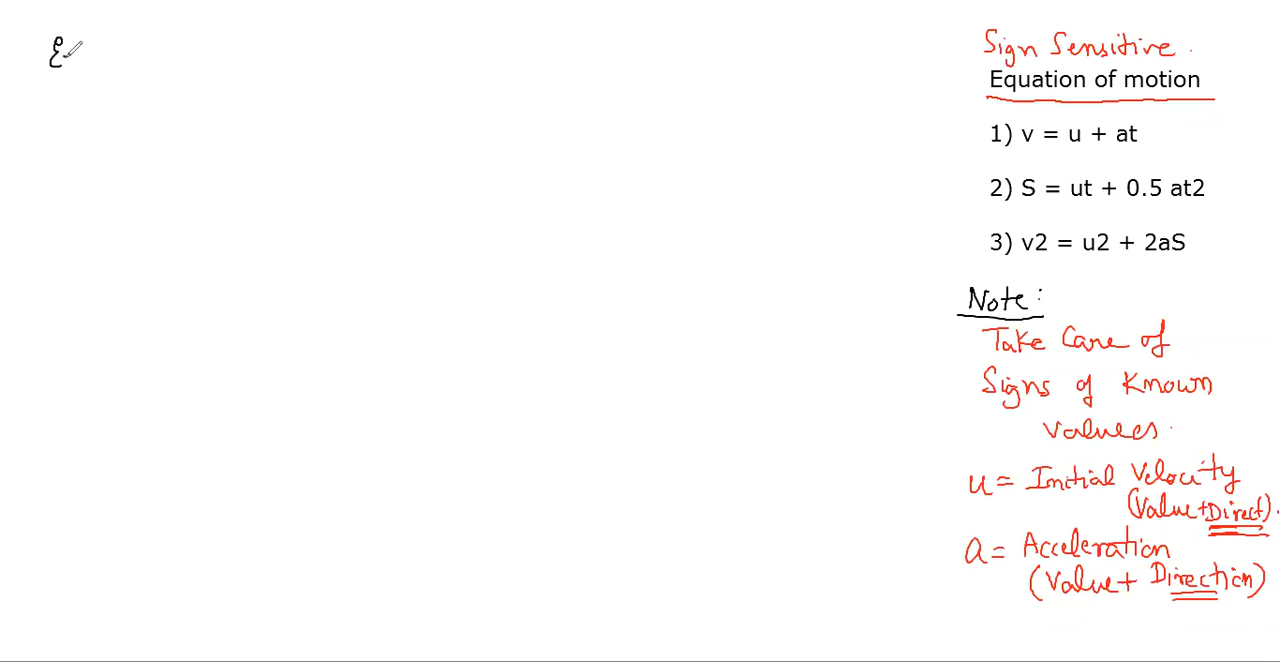 Sign Sensitive.
Equation of motion
1) v = u + at
2) S = ut + 0.5 at2
3) v2 = u2 + 2aS
Note:
Take Care of
Signs of Known
Values.
u = Initial Velocity
(Value + Direct).
a = Acceleration
(Value + Direction)